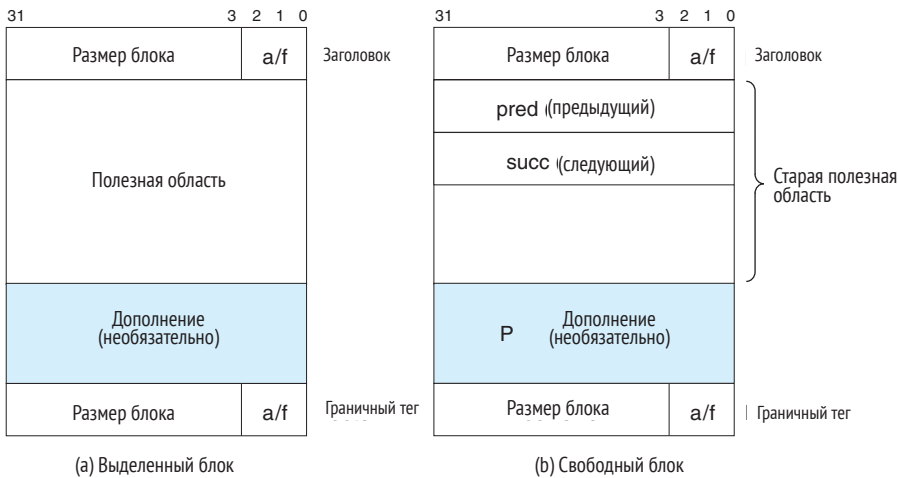 31 3 2 1 0
Размер блока a/f Заголовок
Полезная область
Дополнение
(необязательно)
Размер блока a/f Граничный тег
(a) Выделенный блок
31 3 2 1 0
Размер блока a/f Заголовок
pred (предыдущий)
succ (следующий)
Старая полезная
область
P Дополнение
(необязательно)
Размер блока a/f Граничный тег
(b) Свободный блок